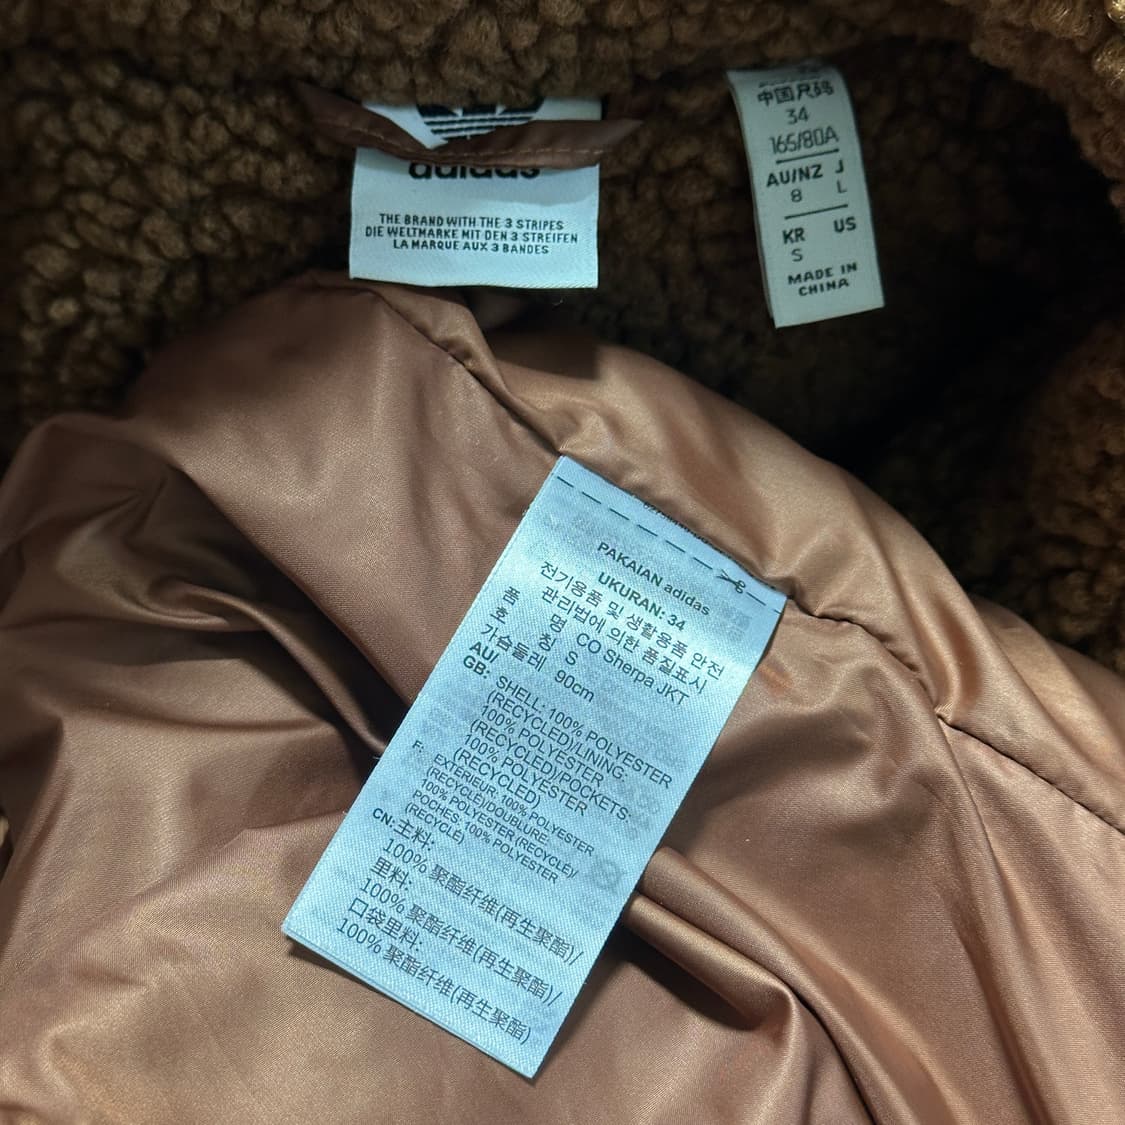 adidas
THE BRAND WITH THE 3 STRIPES
DIE WELTMARKE MIT DEN 3 STREIFEN
LA MARQUE AUX 3 BANDES
中国尺码
34
165/80A
AU/NZ J
8 L
KR US
S
MADE IN
CHINA
PAKAIAN adidas
UKURAN: 34
전기용품 및 생활용품 안전
관리법에 의한 품질표시
품 명 CO Sherpa JKT
호 칭 S
가슴둘레 90cm
AU/
GB: SHELL: 100% POLYESTER
(RECYCLED)/LINING:
100% POLYESTER
(RECYCLED)/POCKETS:
100% POLYESTER
(RECYCLED)
F: EXTÉRIEUR: 100% POLYESTER
(RECYCLÉ)/DOUBLURE:
100% POLYESTER (RECYCLÉ)/
POCHES: 100% POLYESTER
(RECYCLÉ)
CN: 主料:
100% 聚酯纤维(再生聚酯)/
里料:
100% 聚酯纤维(再生聚酯)/
口袋里料:
100% 聚酯纤维(再生聚酯)